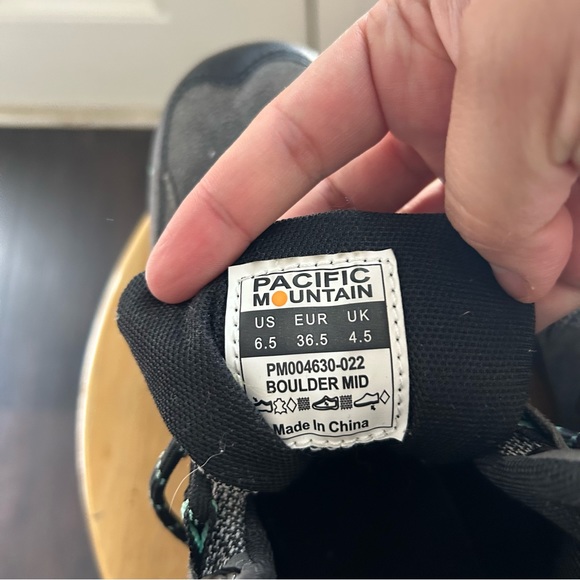 PACIFIC
MOUNTAIN
US EUR UK
6.5 36.5 4.5
PM004630-022
BOULDER MID
Made In China